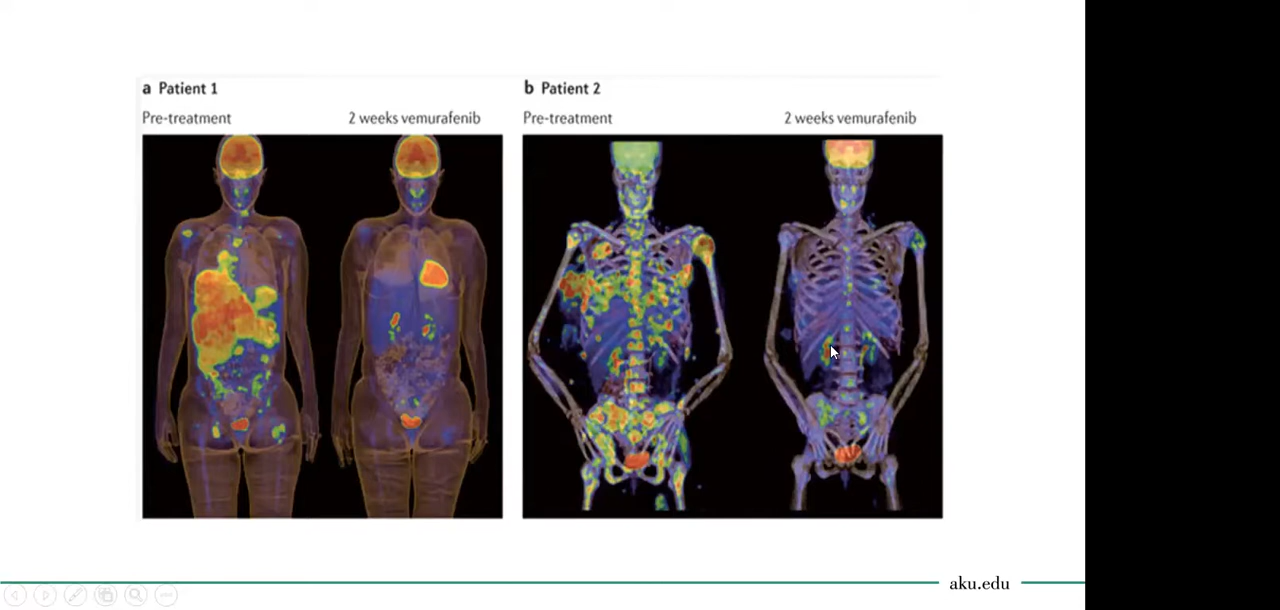 a Patient 1
Pre-treatment
2 weeks vemurafenib
b Patient 2
Pre-treatment
2 weeks vemurafenib
aku.edu